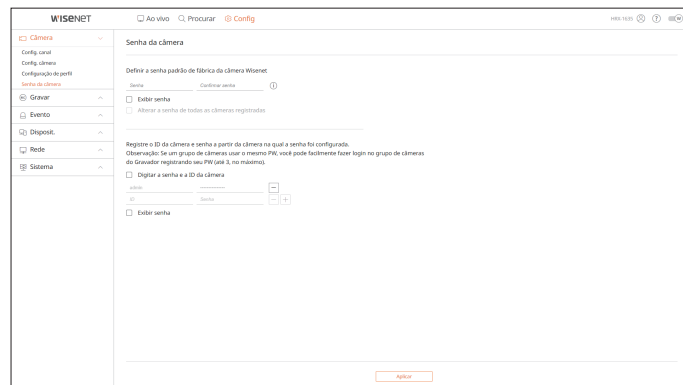 WISENET
Ao vivo Procurar Config
HRX-1635
Câmera
Config. canal
Config. câmera
Configuração de perfil
Senha da câmera
Gravar
Evento
Disposit.
Rede
Sistema
Senha da câmera
Definir a senha padrão de fábrica da câmera Wisenet
Senha Confirmar senha
Exibir senha
Alterar a senha de todas as câmeras registradas
Registre o ID da câmera e senha a partir da câmera na qual a senha foi configurada.
Observação: Se um grupo de câmeras usar o mesmo PW, você pode facilmente fazer login no grupo de câmeras
do Gravador registrando seu PW (até 3, no máximo).
Digitar a senha e a ID da câmera
admin
ID Senha
Exibir senha
Aplicar